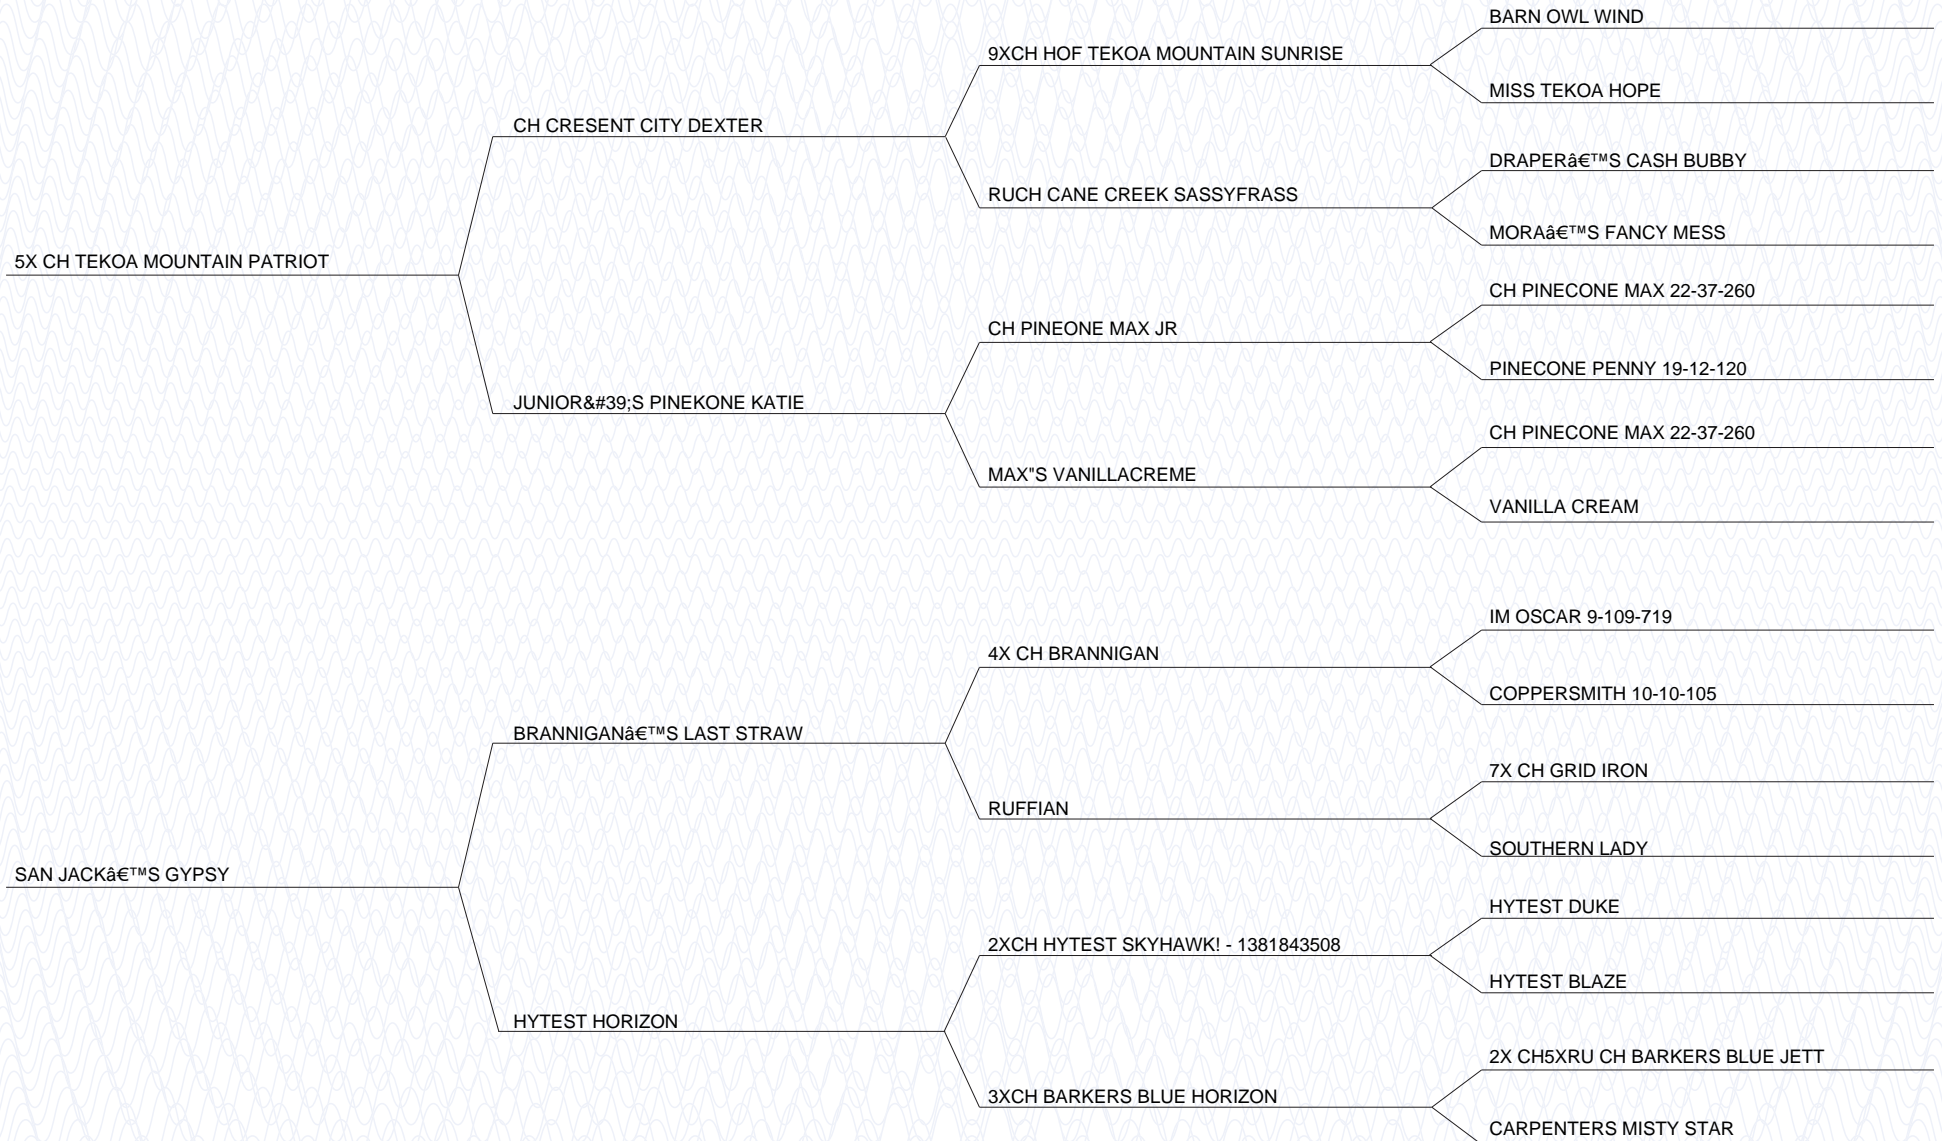 BARN OWL WIND
9XCH HOF TEKOA MOUNTAIN SUNRISE
MISS TEKOA HOPE
CH CRESENT CITY DEXTER
DRAPERâ€™S CASH BUBBY
RUCH CANE CREEK SASSYFRASS
MORAâ€™S FANCY MESS
5X CH TEKOA MOUNTAIN PATRIOT
CH PINECONE MAX 22-37-260
CH PINEONE MAX JR
PINECONE PENNY 19-12-120
JUNIOR&#39;S PINEKONE KATIE
CH PINECONE MAX 22-37-260
MAX"S VANILLACREME
VANILLA CREAM
IM OSCAR 9-109-719
4X CH BRANNIGAN
COPPERSMITH 10-10-105
BRANNIGANâ€™S LAST STRAW
7X CH GRID IRON
RUFFIAN
SOUTHERN LADY
SAN JACKâ€™S GYPSY
HYTEST DUKE
2XCH HYTEST SKYHAWK! - 1381843508
HYTEST BLAZE
HYTEST HORIZON
2X CH5XRU CH BARKERS BLUE JETT
3XCH BARKERS BLUE HORIZON
CARPENTERS MISTY STAR